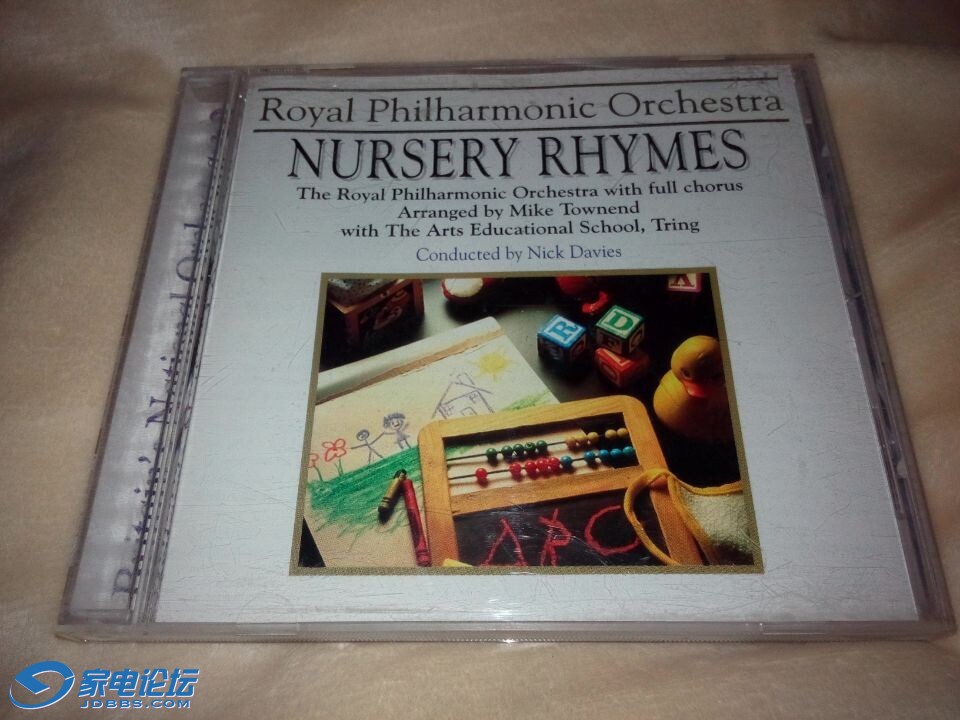 Royal Philharmonic Orchestra
NURSERY RHYMES
The Royal Philharmonic Orchestra with full chorus
Arranged by Mike Townend
with The Arts Educational School, Tring
Conducted by Nick Davies
R
D
A
ABC
National
家电论坛
JDBBS.COM